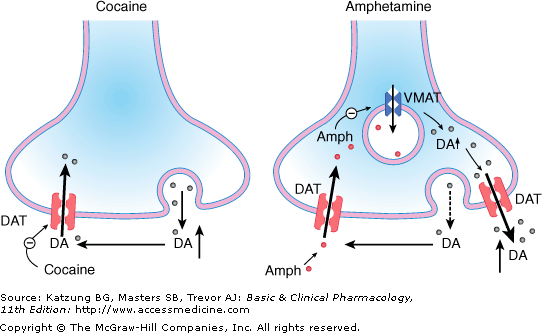 Cocaine
Amphetamine
VMAT
Amph
DA
DAT
DAT
DAT
DA
DA
DA
DA
Cocaine
Amph
Source: Katzung BG, Masters SB, Trevor AJ: Basic & Clinical Pharmacology,
11th Edition: http://www.accessmedicine.com
Copyright © The McGraw-Hill Companies, Inc. All rights reserved.